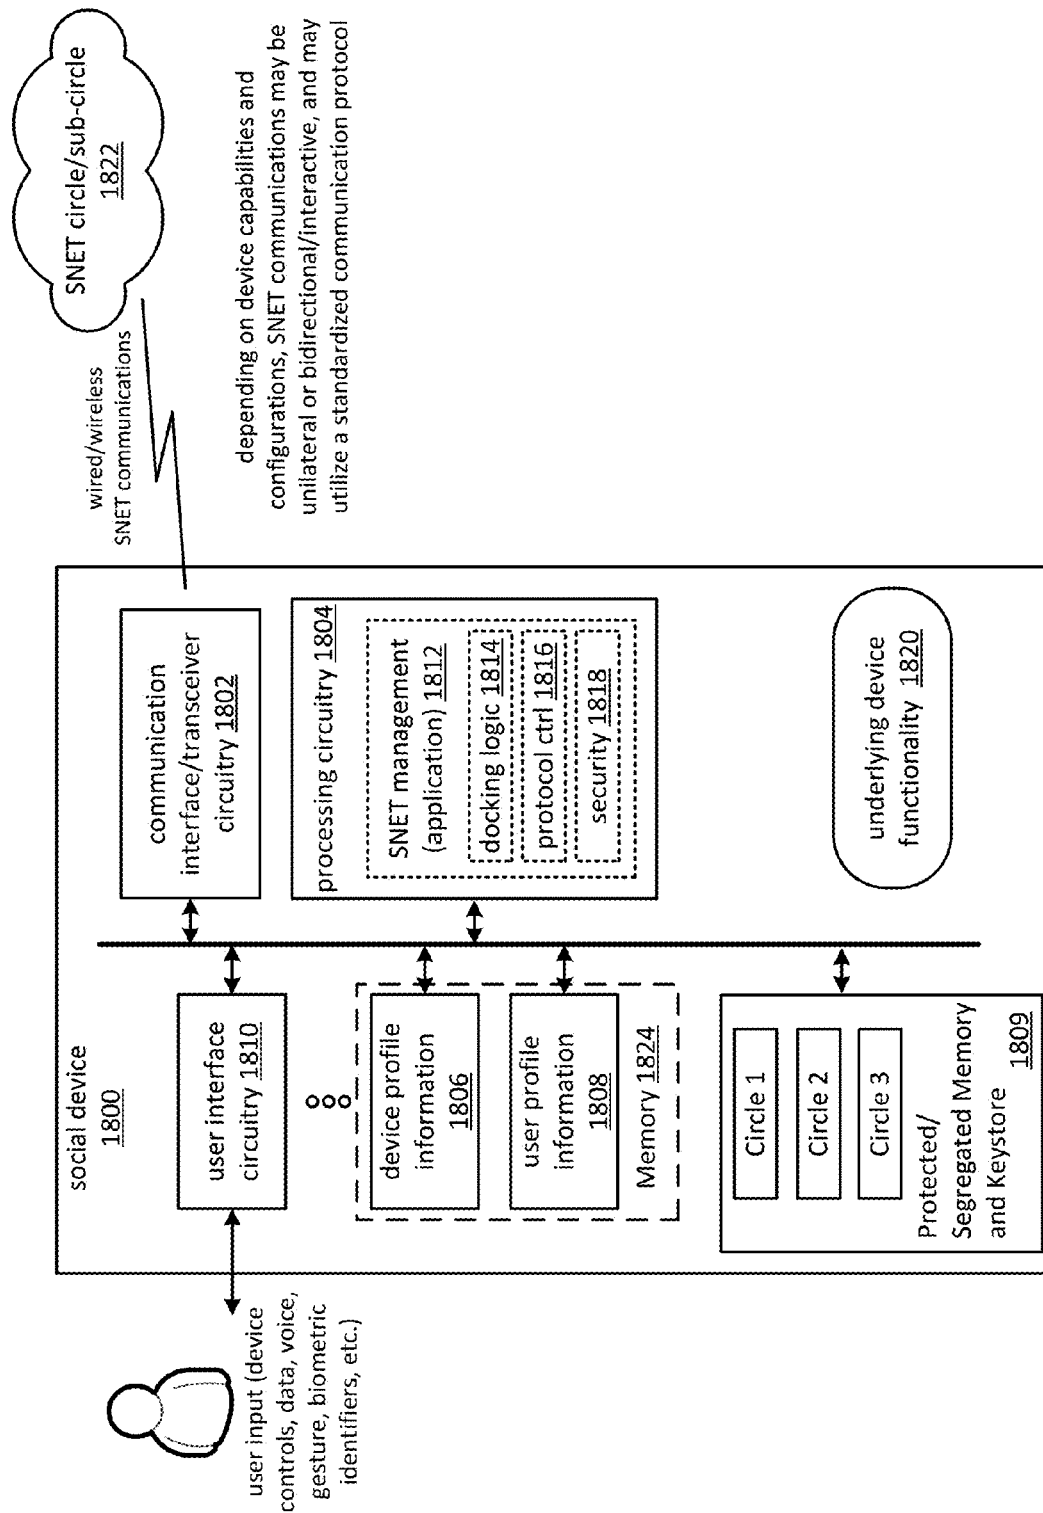 social device
1800
user input (device
controls, data, voice,
gesture, biometric
identifiers, etc.)
user interface
circuitry 1810
device profile
information
1806
user profile
information
1808
Memory 1824
Circle 1
Circle 2
Circle 3
Protected/
Segregated Memory
and Keystore
1809
communication
interface/transceiver
circuitry 1802
processing circuitry 1804
SNET management
(application) 1812
docking logic 1814
protocol ctrl 1816
security 1818
underlying device
functionality 1820
wired/wireless
SNET communications
SNET circle/sub-circle
1822
depending on device capabilities and
configurations, SNET communications may be
unilateral or bidirectional/interactive, and may
utilize a standardized communication protocol